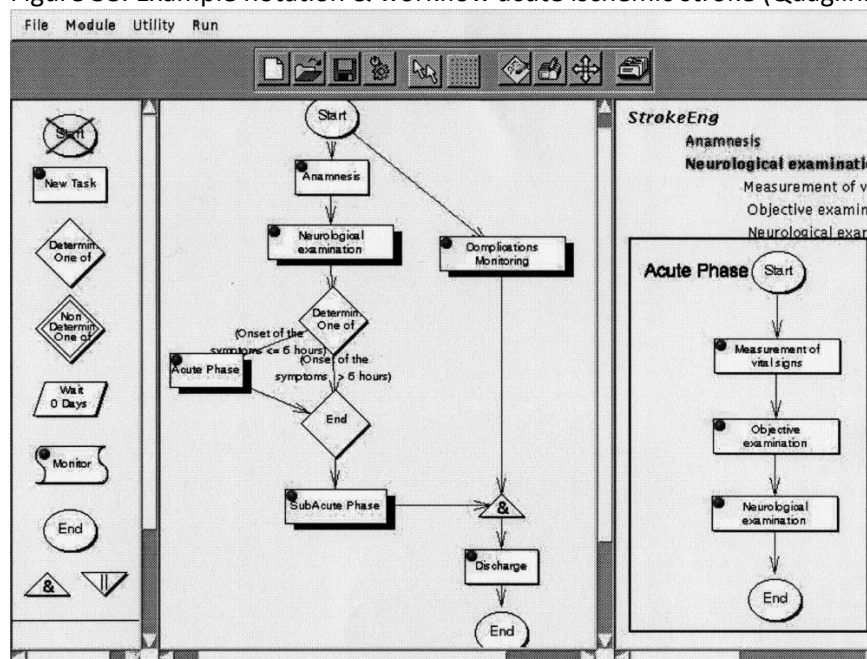 File Module Utility Run
Start
New Task
Determin
One of
Non
Determin
One of
Wait
0 Days
Monitor
End
&
||
Start
Anamnesis
Neurological
examination
Complications
Monitoring
Determin
One of
(Onset of the
symptoms <= 6 hours)
(Onset of the
symptoms > 6 hours)
Acute Phase
End
SubAcute Phase
&
Discharge
End
StrokeEng
Anamnesis
Neurological examinati
Measurement of v
Objective examin
Neurological exar
Acute Phase
Start
Measurement of
vital signs
Objective
examination
Neurological
examination
End